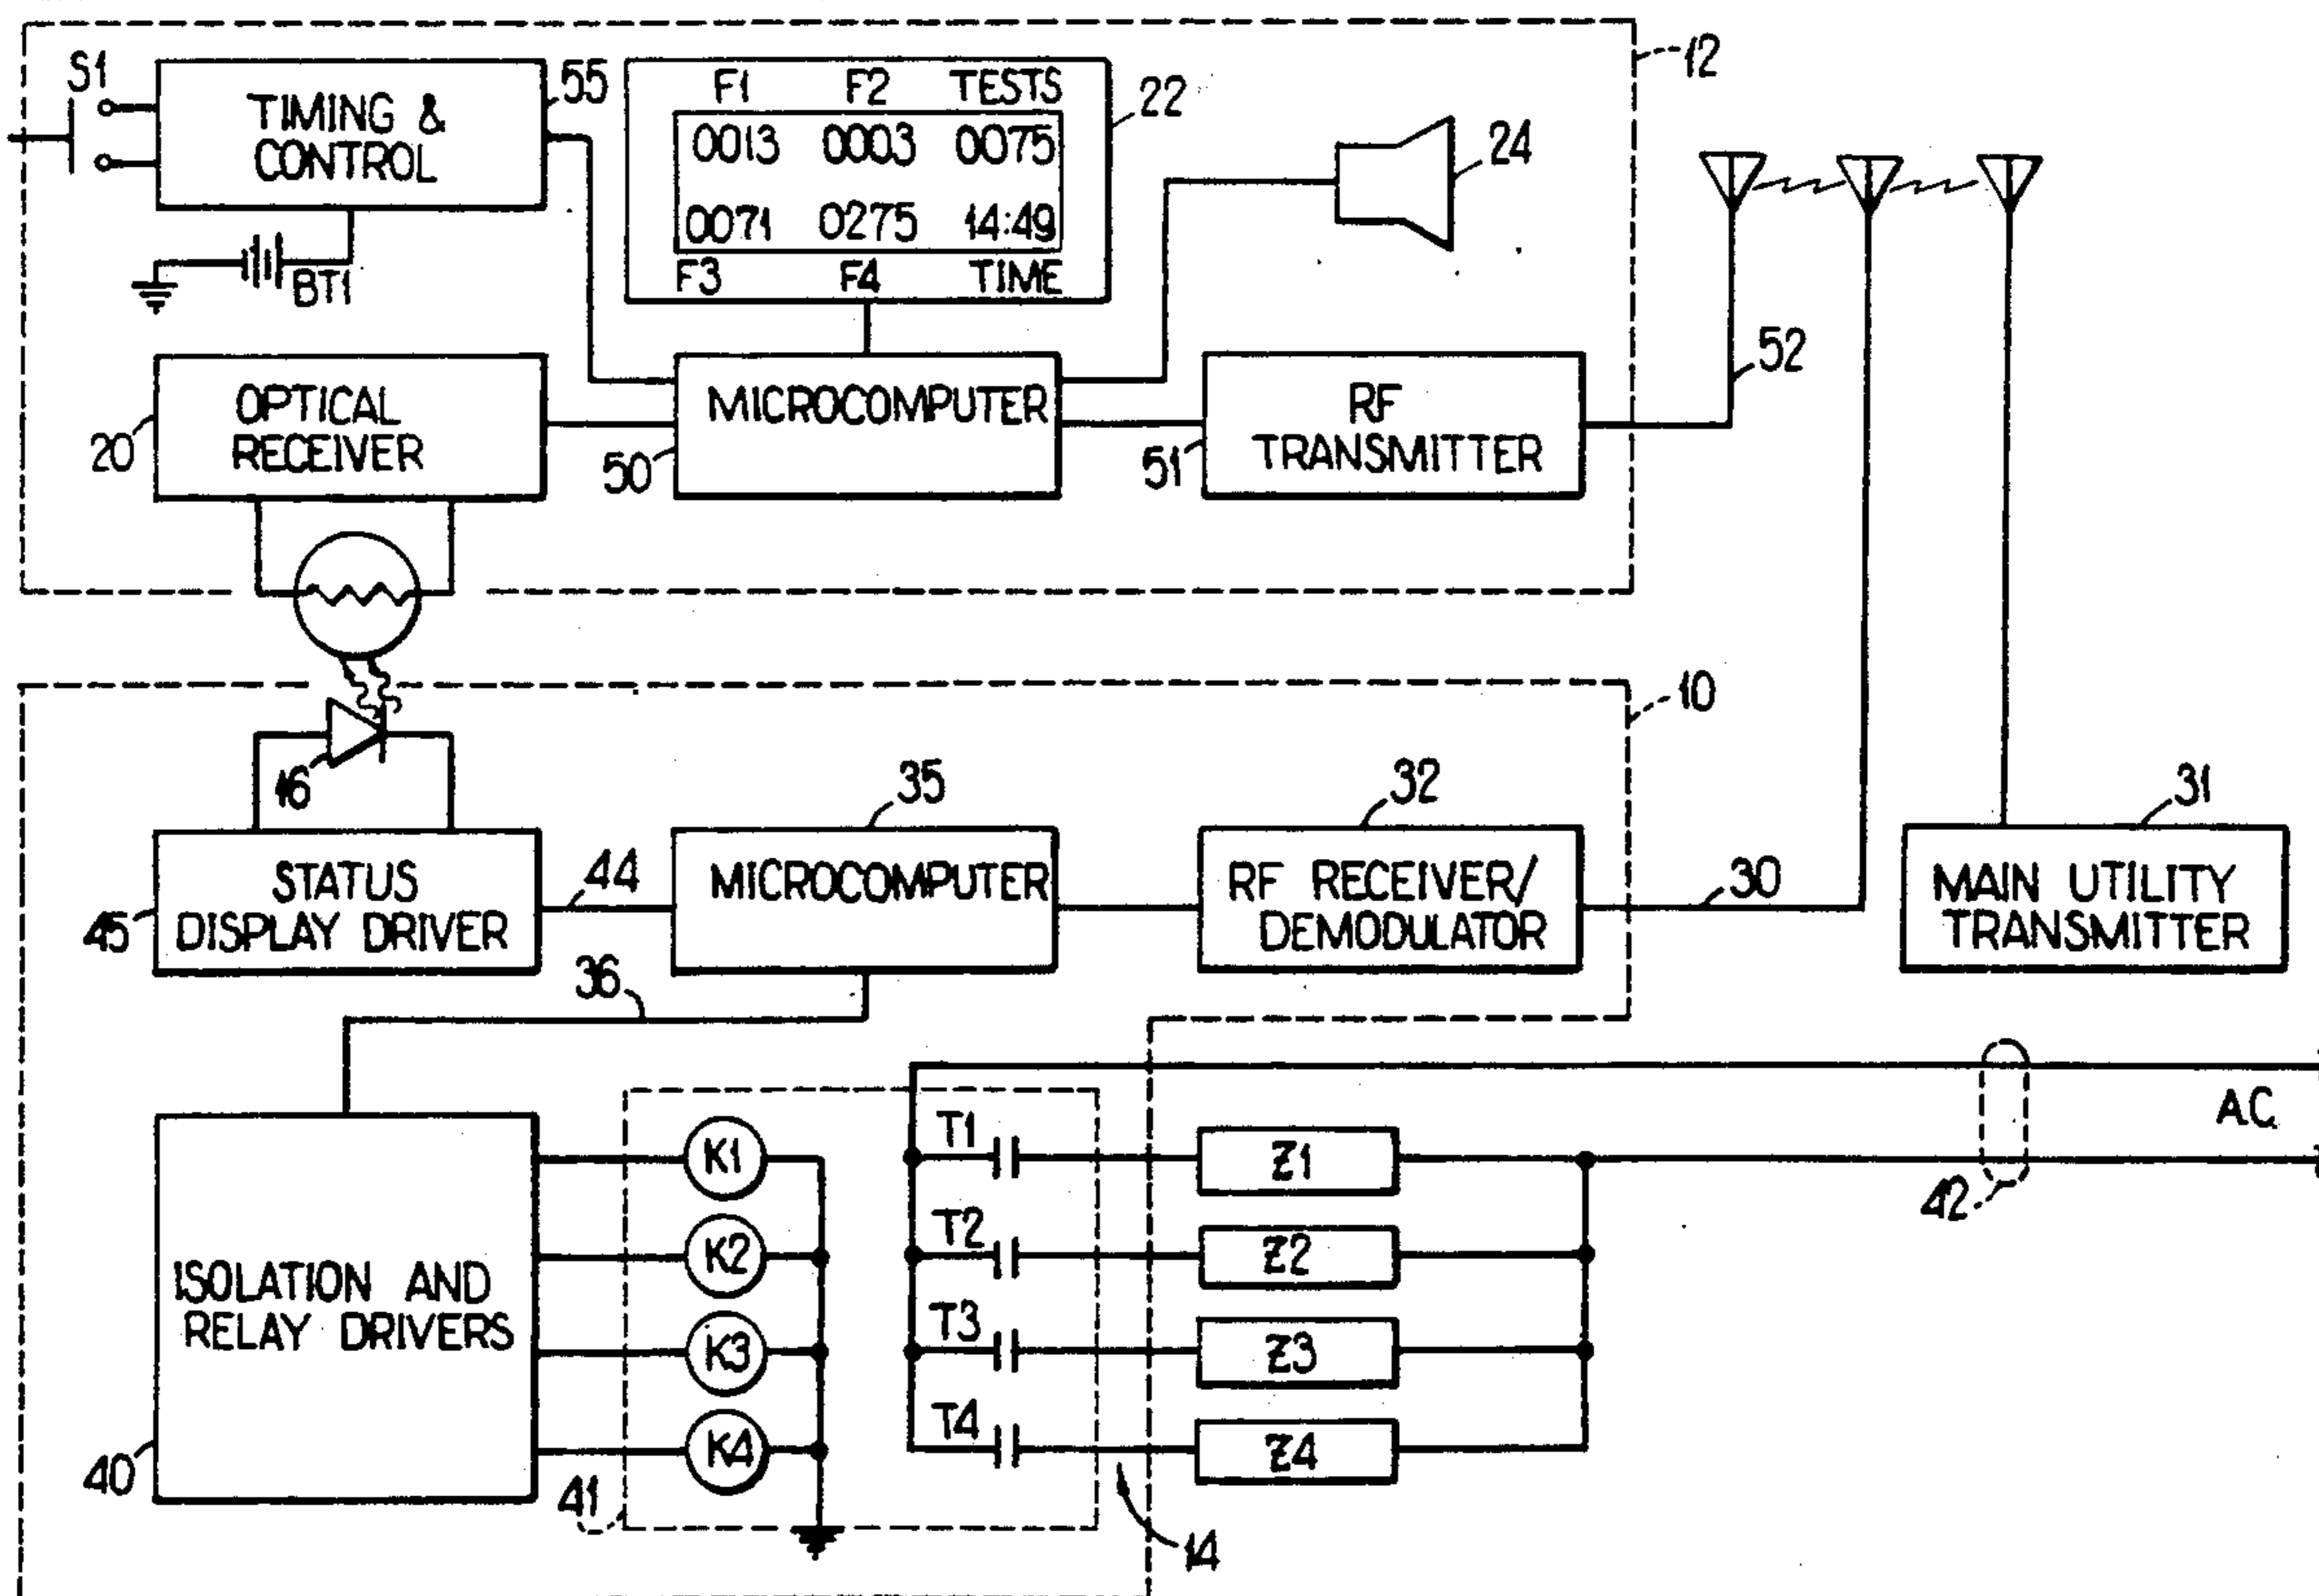 12
S1
TIMING &
CONTROL
55
F1 F2 TESTS
0013 0003 0075
0071 0275 14:49
F3 F4 TIME
22
24
BT1
OPTICAL
RECEIVER
20
MICROCOMPUTER
50
RF
TRANSMITTER
51
52
10
16
35
32
31
STATUS
DISPLAY DRIVER
45
44
MICROCOMPUTER
RF RECEIVER/
DEMODULATOR
30
MAIN UTILITY
TRANSMITTER
36
AC
42
ISOLATION AND
RELAY DRIVERS
40
K1
K2
K3
K4
41
T1
T2
T3
T4
Z1
Z2
Z3
Z4
14